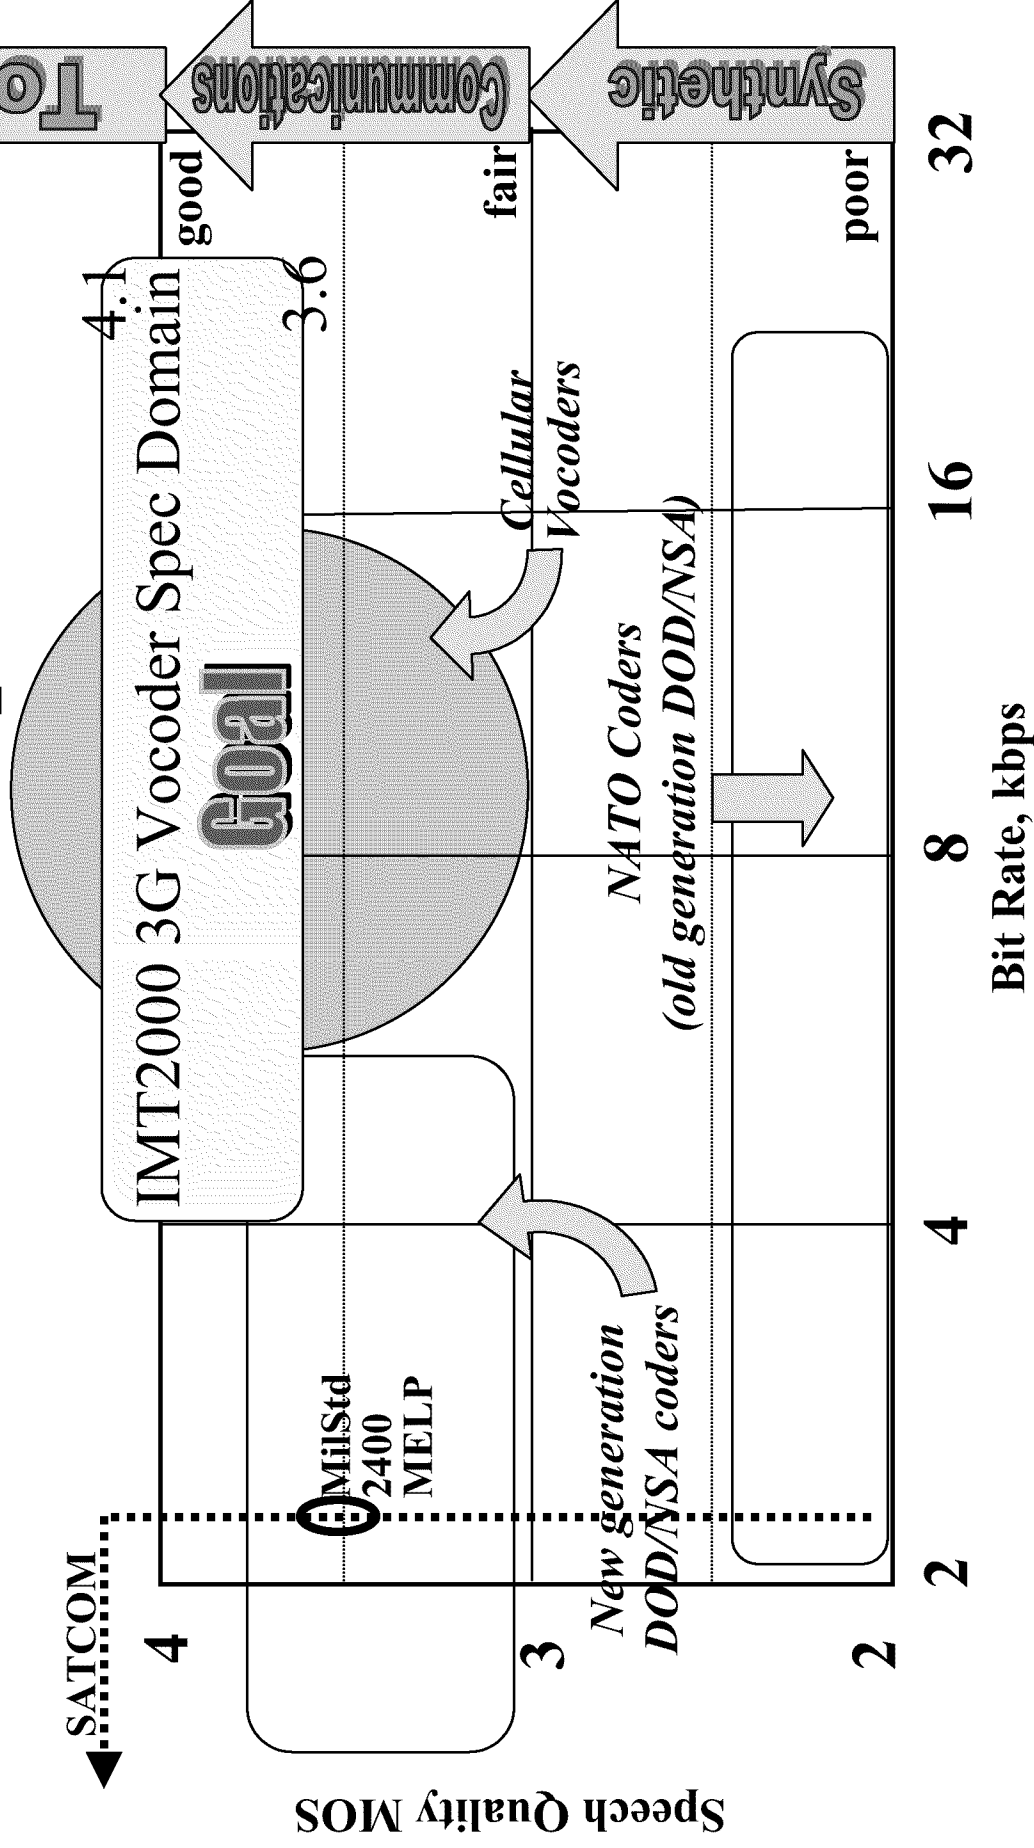 SATCOM
To
IMT2000 3G Vocoder Spec Domain
4.1
Goal
3.6
4
good
Communications
MilStd
2400
MELP
Cellular
Vocoders
3
fair
Synthetic
New generation
DOD/NSA coders
NATO Coders
(old generation DOD/NSA)
2
poor
Speech Quality MOS
2
4
8
16
32
Bit Rate, kbps